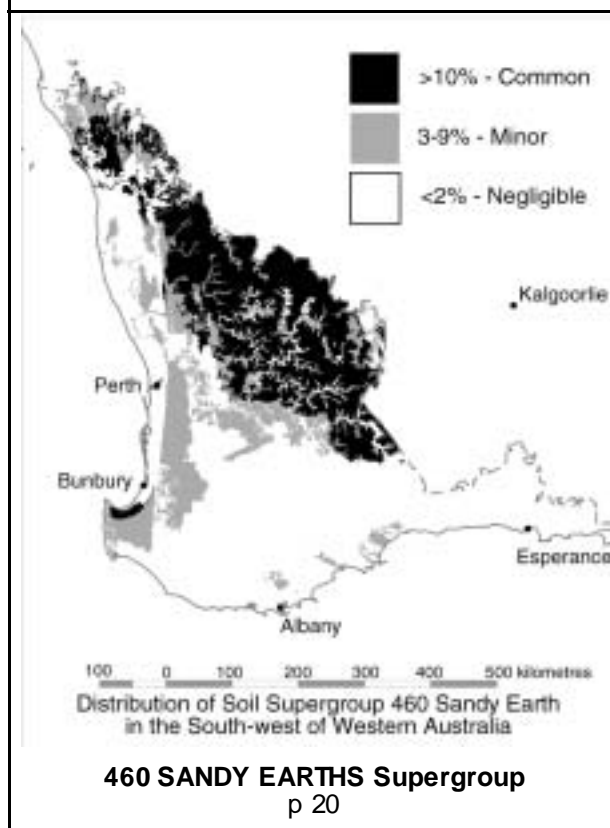 >10% - Common
3-9% - Minor
<2% - Negligible
Kalgoorlie
Perth
Bunbury
Esperance
Albany
100 0 100 200 300 400 500 kilometres
Distribution of Soil Supergroup 460 Sandy Earth
in the South-west of Western Australia
460 SANDY EARTHS Supergroup
p 20